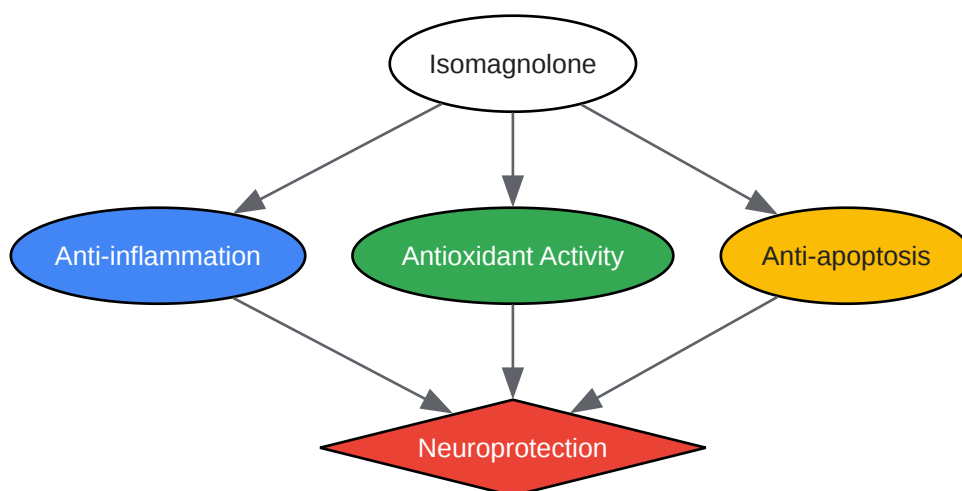 Isomagnolone
Anti-inflammation
Antioxidant Activity
Anti-apoptosis
Neuroprotection